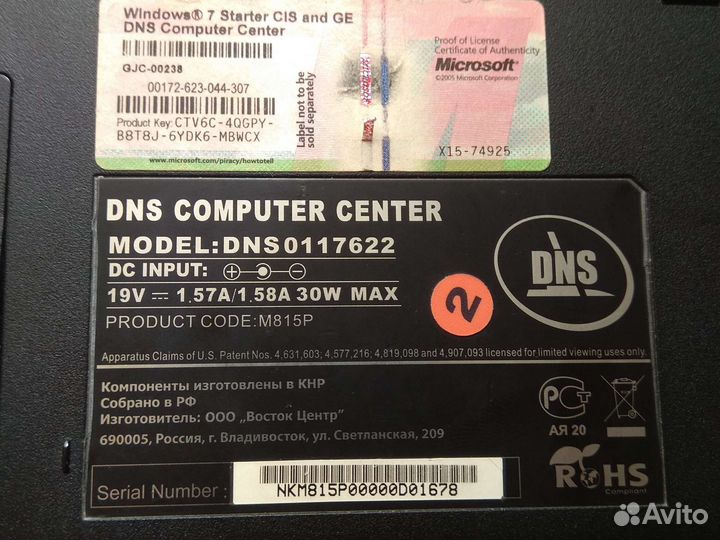 Windows® 7 Starter CIS and GE
DNS Computer Center
GJC-00238
00172-623-044-307
Product Key: CTV6C-4QGPY-
B8T8J-6YDK6-MBWCX
www.microsoft.com/piracy/howtotell
Label not to be
sold separately
Proof of License
Certificate of Authenticity
Microsoft®
©2005 Microsoft Corporation
X15-74925
DNS COMPUTER CENTER
MODEL:DNS0117622
DC INPUT:
19V 1.57A/1.58A 30W MAX
PRODUCT CODE:M815P
DNS
2
Apparatus Claims of U.S. Patent Nos. 4,631,603; 4,577,216; 4,819,098 and 4,907,093 licensed for limited viewing uses only.
Компоненты изготовлены в КНР
Собрано в РФ
Изготовитель: ООО „Восток Центр"
690005, Россия, г. Владивосток, ул. Светланская, 209
РСТ
АЯ 20
ROHS
Compliant
Serial Number :
NKM815P00000D01678
Avito